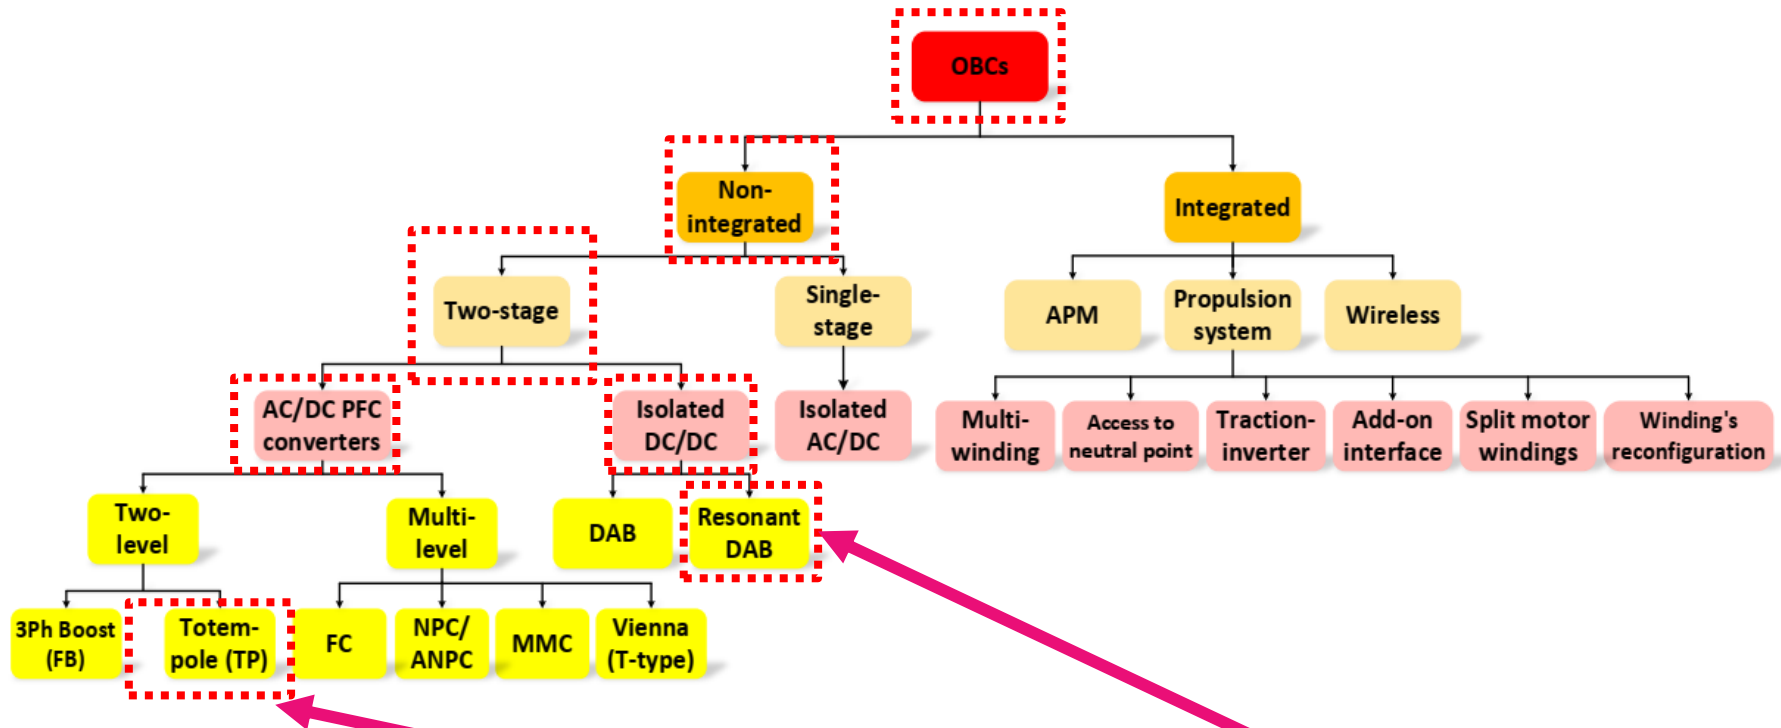 OBCs
Non-
integrated
Integrated
Two-stage
Single-
stage
APM
Propulsion
system
Wireless
AC/DC PFC
converters
Isolated
DC/DC
Isolated
AC/DC
Multi-
winding
Access to
neutral point
Traction-
inverter
Add-on
interface
Split motor
windings
Winding's
reconfiguration
Two-
level
Multi-
level
DAB
Resonant
DAB
3Ph Boost
(FB)
Totem-
pole (TP)
FC
NPC/
ANPC
MMC
Vienna
(T-type)